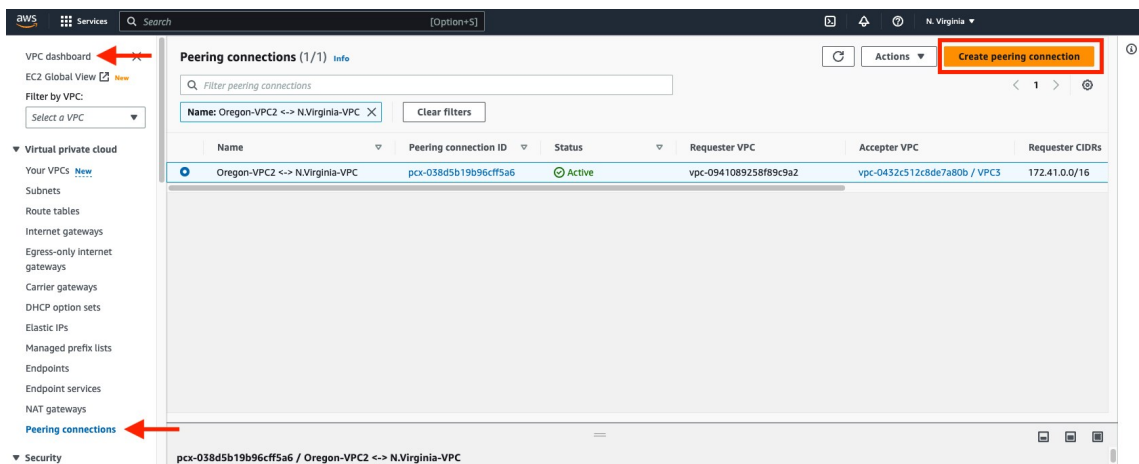 aws Services Search [Option+S] N. Virginia
VPC dashboard
EC2 Global View New
Filter by VPC:
Select a VPC
Virtual private cloud
Your VPCs New
Subnets
Route tables
Internet gateways
Egress-only internet
gateways
Carrier gateways
DHCP option sets
Elastic IPs
Managed prefix lists
Endpoints
Endpoint services
NAT gateways
Peering connections
Security
Peering connections (1/1) Info
Actions
Create peering connection
Filter peering connections
1
Name: Oregon-VPC2 <-> N.Virginia-VPC
Clear filters
Name Peering connection ID Status Requester VPC Accepter VPC Requester CIDRs
Oregon-VPC2 <-> N.Virginia-VPC pcx-038d5b19b96cff5a6 Active vpc-0941089258f89c9a2 vpc-0432c512c8de7a80b / VPC3 172.41.0.0/16
pcx-038d5b19b96cff5a6 / Oregon-VPC2 <-> N.Virginia-VPC